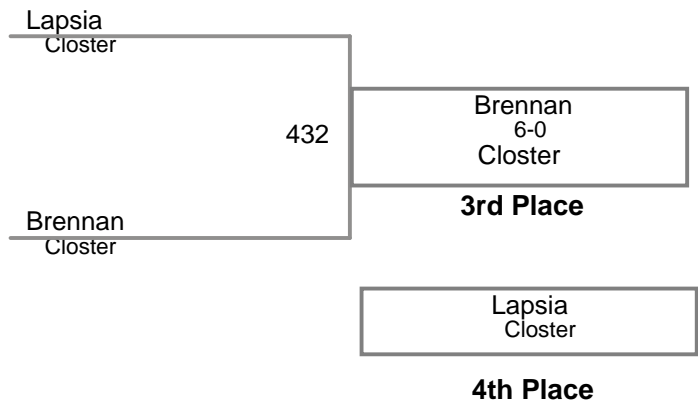 Lapsia
Closter
432
Brennan
6-0
Closter
3rd Place
Brennan
Closter
Lapsia
Closter
4th Place